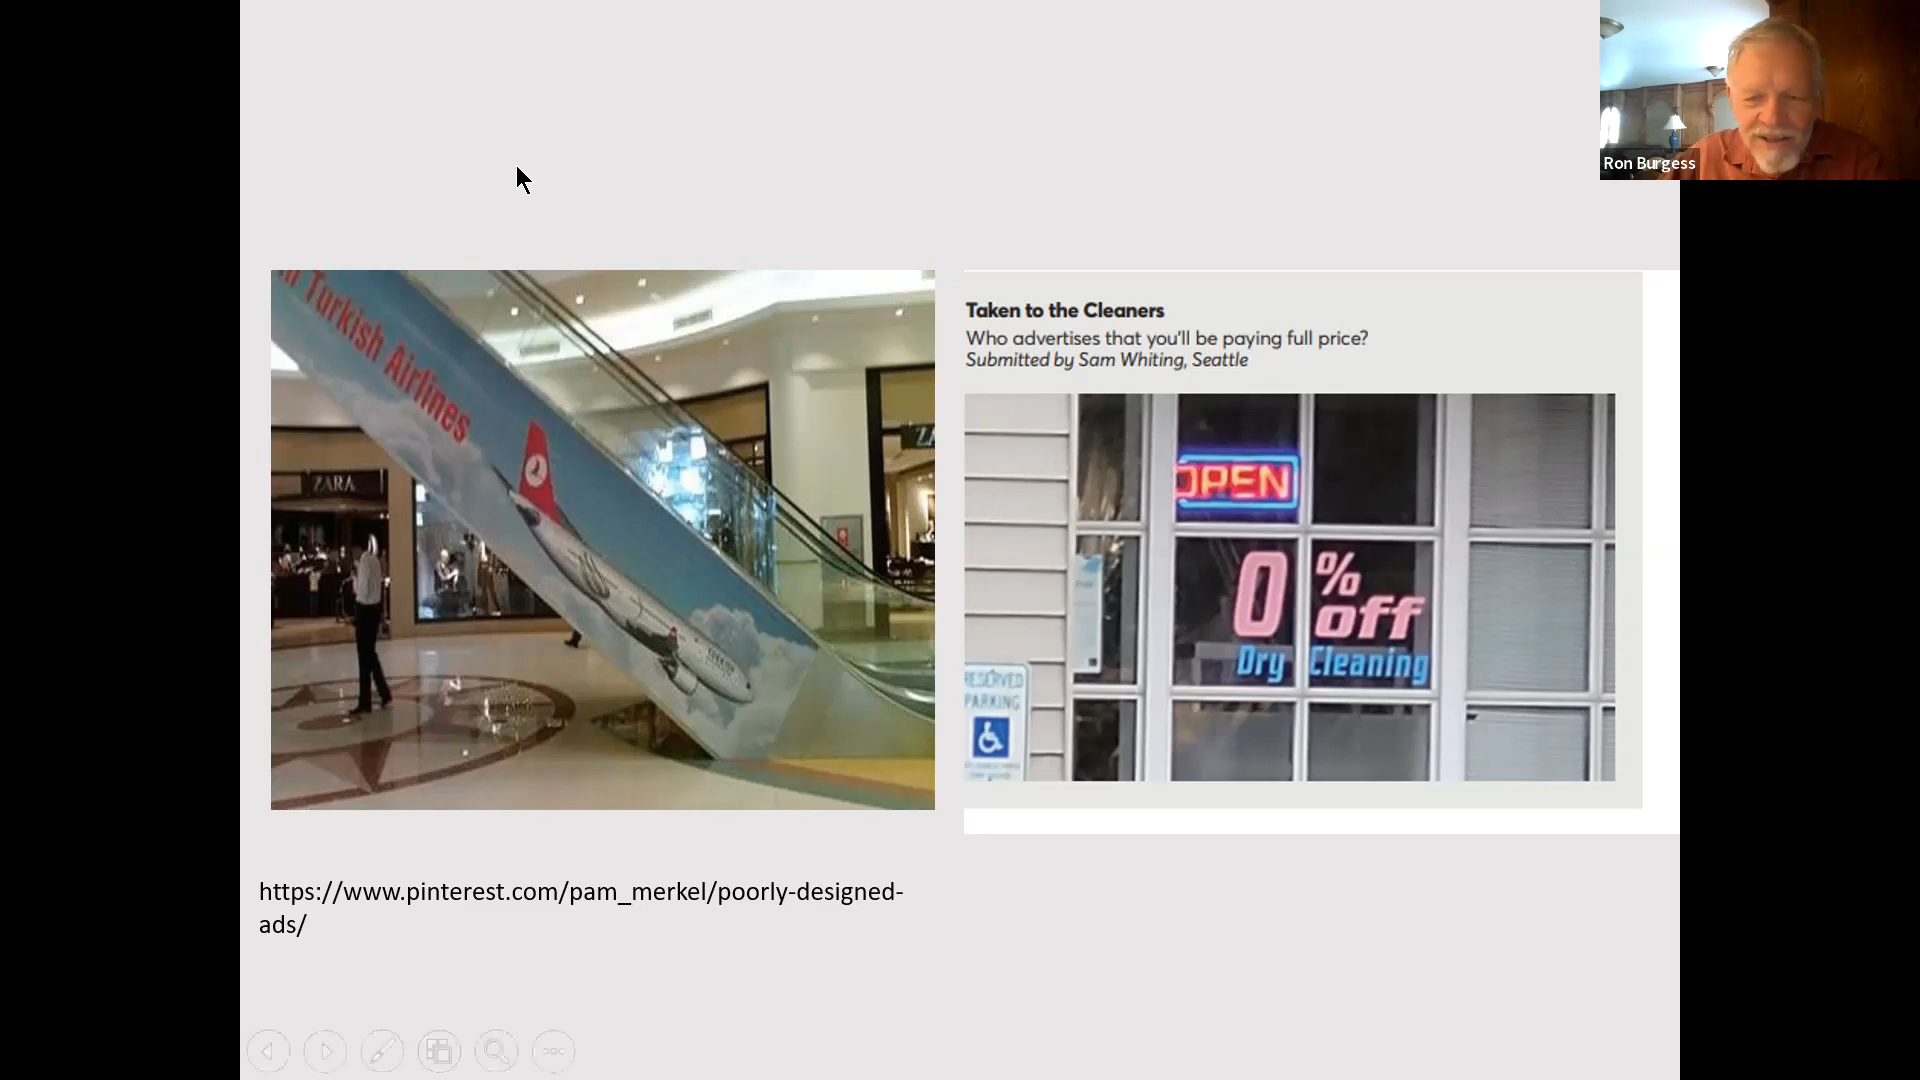 Ron Burgess
Turkish Airlines
ZARA
Taken to the Cleaners
Who advertises that you'll be paying full price?
Submitted by Sam Whiting, Seattle
OPEN
0% off
Dry Cleaning
RESERVED
PARKING
https://www.pinterest.com/pam_merkel/poorly-designed-
ads/